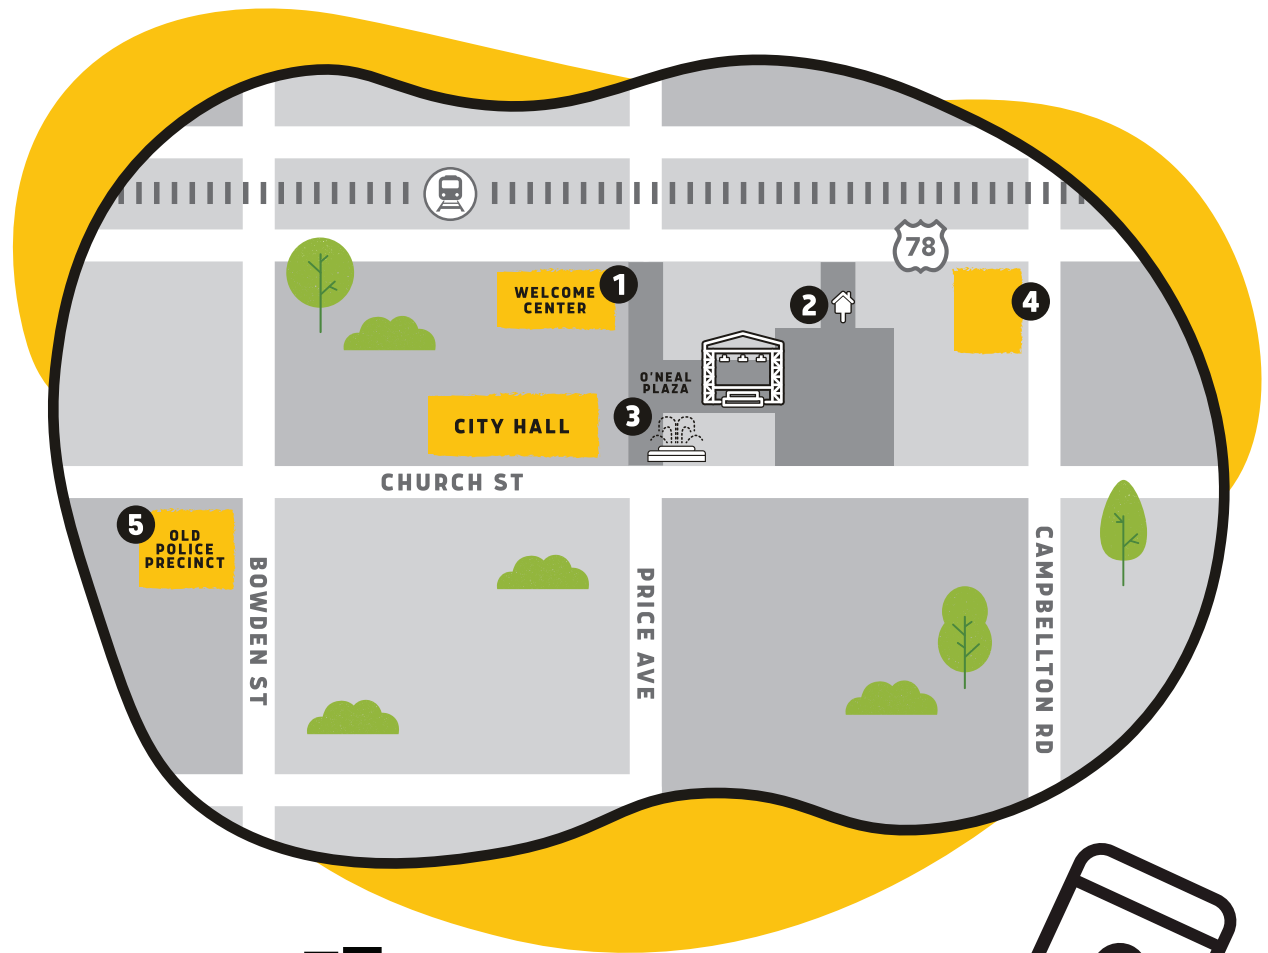 78
1
WELCOME
CENTER
2
4
O'NEAL
PLAZA
3
CITY HALL
CHURCH ST
5
OLD
POLICE
PRECINCT
BOWDEN ST
PRICE AVE
CAMPBELLTON RD